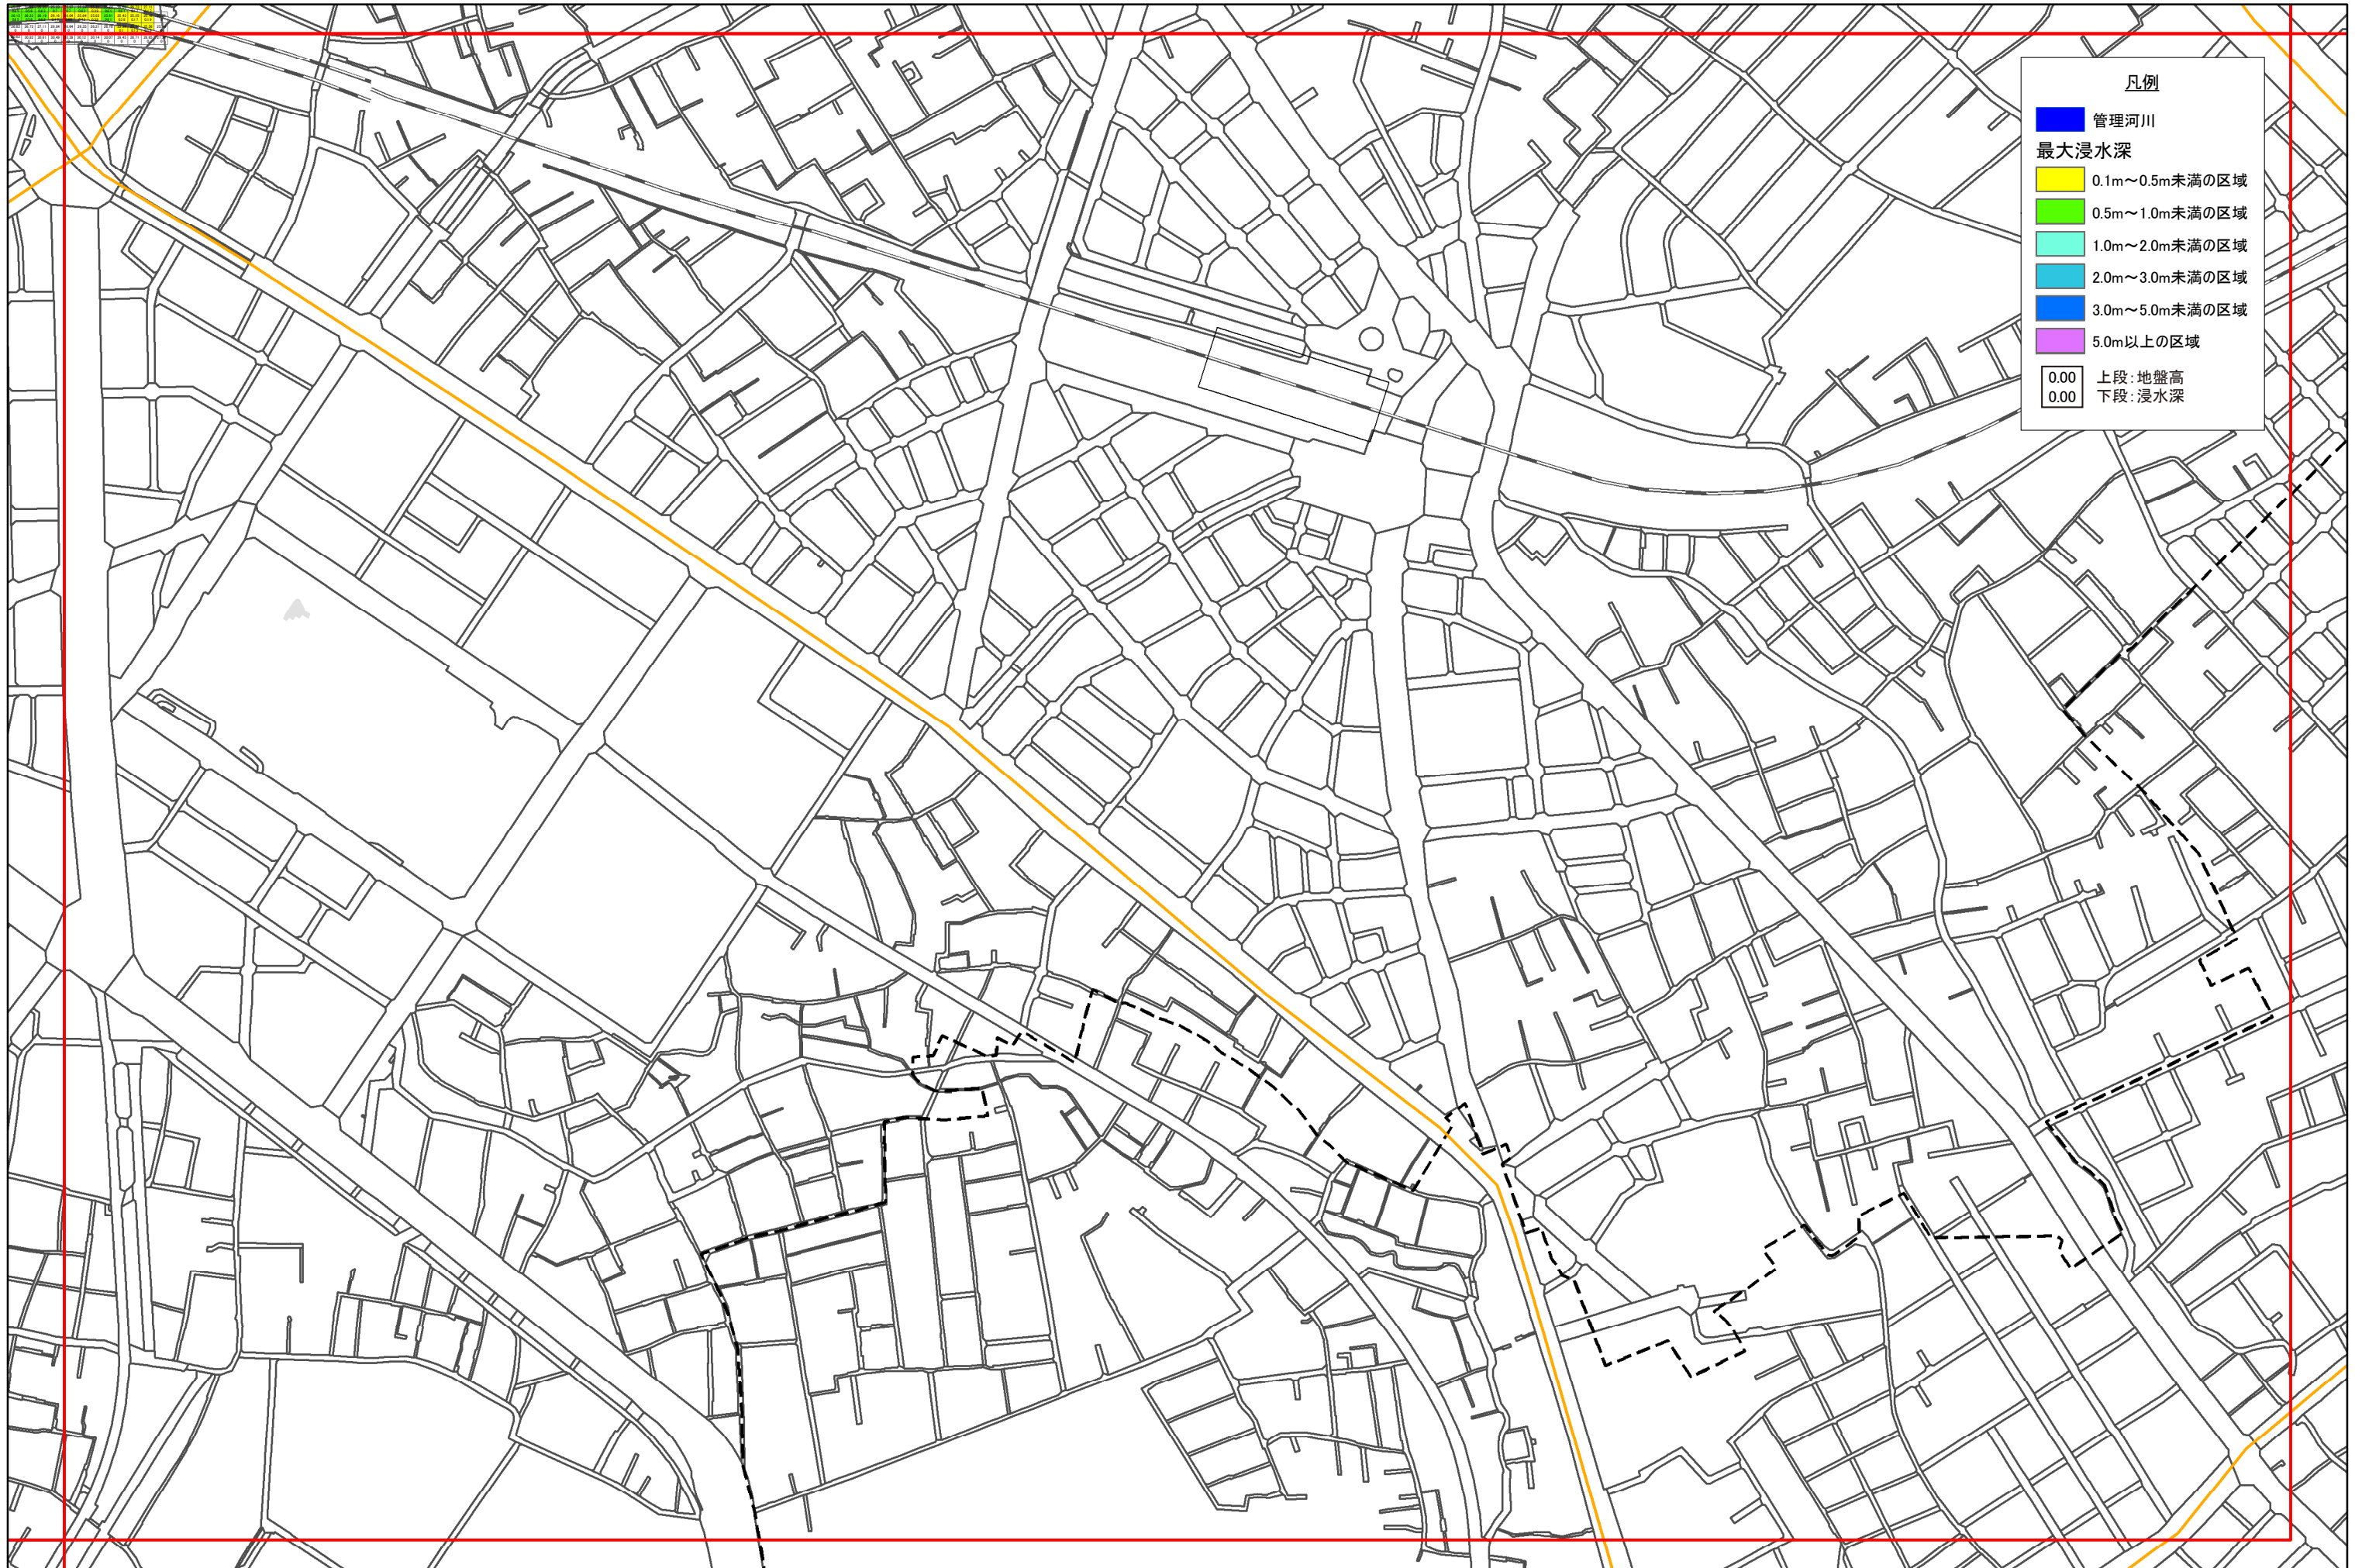 凡例
管理河川
最大浸水深
0.1m～0.5m未満の区域
0.5m～1.0m未満の区域
1.0m～2.0m未満の区域
2.0m～3.0m未満の区域
3.0m～5.0m未満の区域
5.0m以上の区域
0.00 上段：地盤高
0.00 下段：浸水深